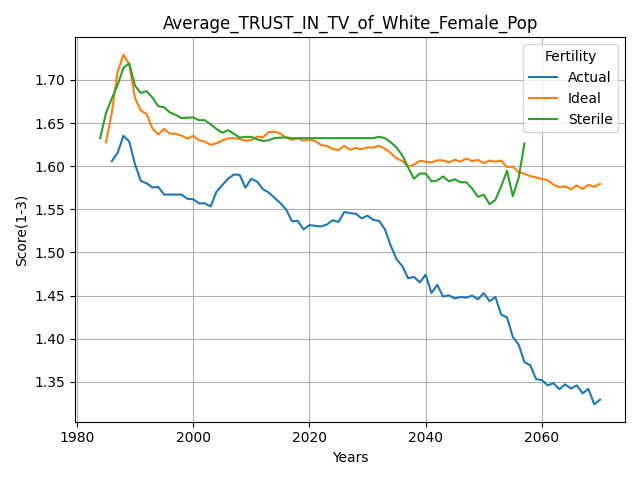 Average_TRUST_IN_TV_of_White_Female_Pop
Fertility
Actual
Ideal
Sterile
Score(1-3)
1.70
1.65
1.60
1.55
1.50
1.45
1.40
1.35
1980
2000
2020
2040
2060
Years